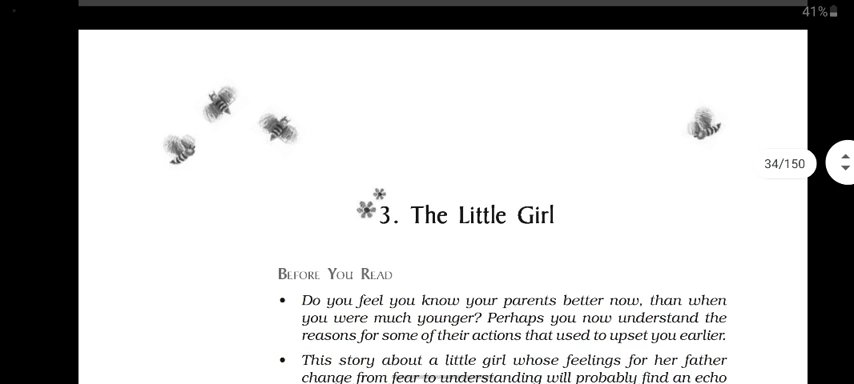 41%
34/150
3. The Little Girl
BEFORE YOU READ
• Do you feel you know your parents better now, than when
you were much younger? Perhaps you now understand the
reasons for some of their actions that used to upset you earlier.
• This story about a little girl whose feelings for her father
change from fear to understanding will probably find an echo